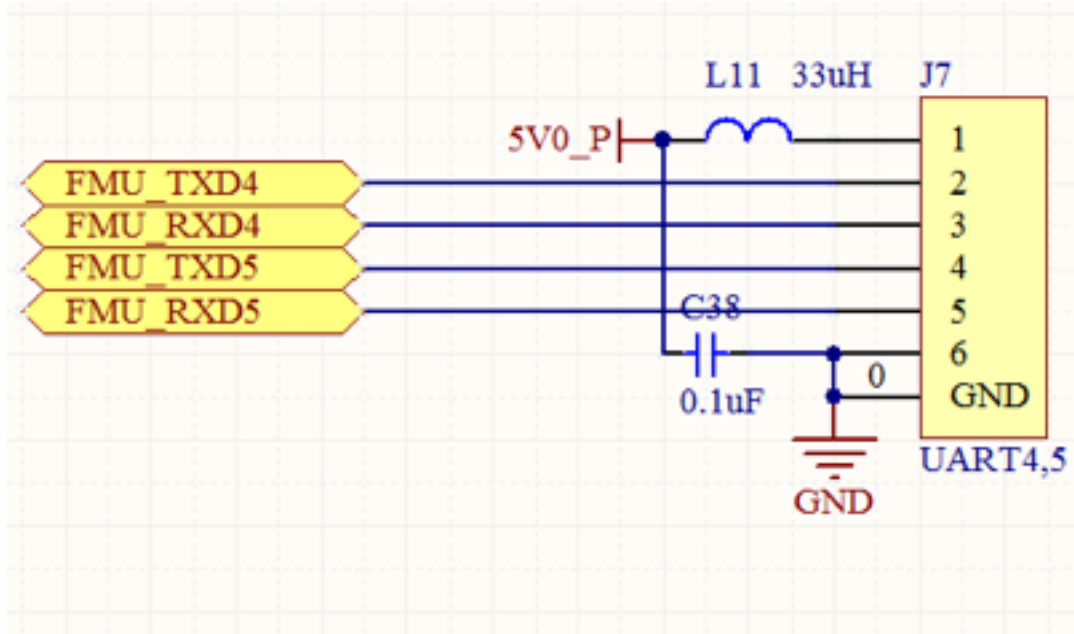 L11 33uH J7
5V0_P 1
FMU_TXD4 2
FMU_RXD4 3
FMU_TXD5 4
FMU_RXD5 C38 5
6
0.1uF 0 GND
UART4,5
GND